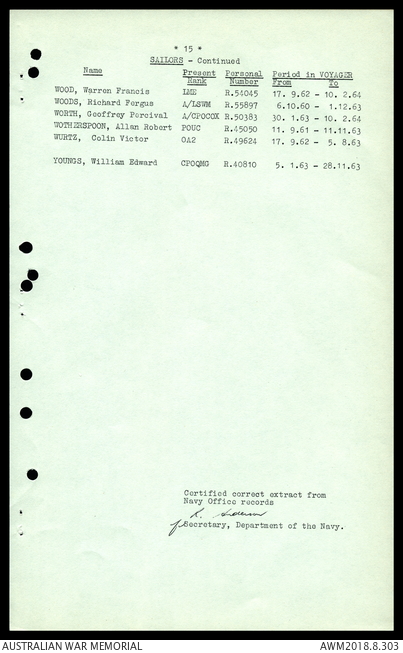 * 15 *
SAILORS - Continued
Name Present Rank Personal Number Period in VOYAGER From To
WOOD, Warren Francis LME R.54045 17. 9.62 - 10. 2.64
WOODS, Richard Fergus A/LSWM R.55897 6.10.60 - 1.12.63
WORTH, Geoffrey Percival A/CPOCOX R.50383 30. 1.63 - 10. 2.64
WOTHERSPOON, Allan Robert POUC R.45050 11. 9.61 - 11.11.63
WURTZ, Colin Victor OA2 R.49624 17. 9.62 - 5. 8.63
YOUNGS, William Edward CPOQMG R.40810 5. 1.63 - 28.11.63
Certified correct extract from
Navy Office records
R. Anderson
for Secretary, Department of the Navy.
AUSTRALIAN WAR MEMORIAL AWM2018.8.303